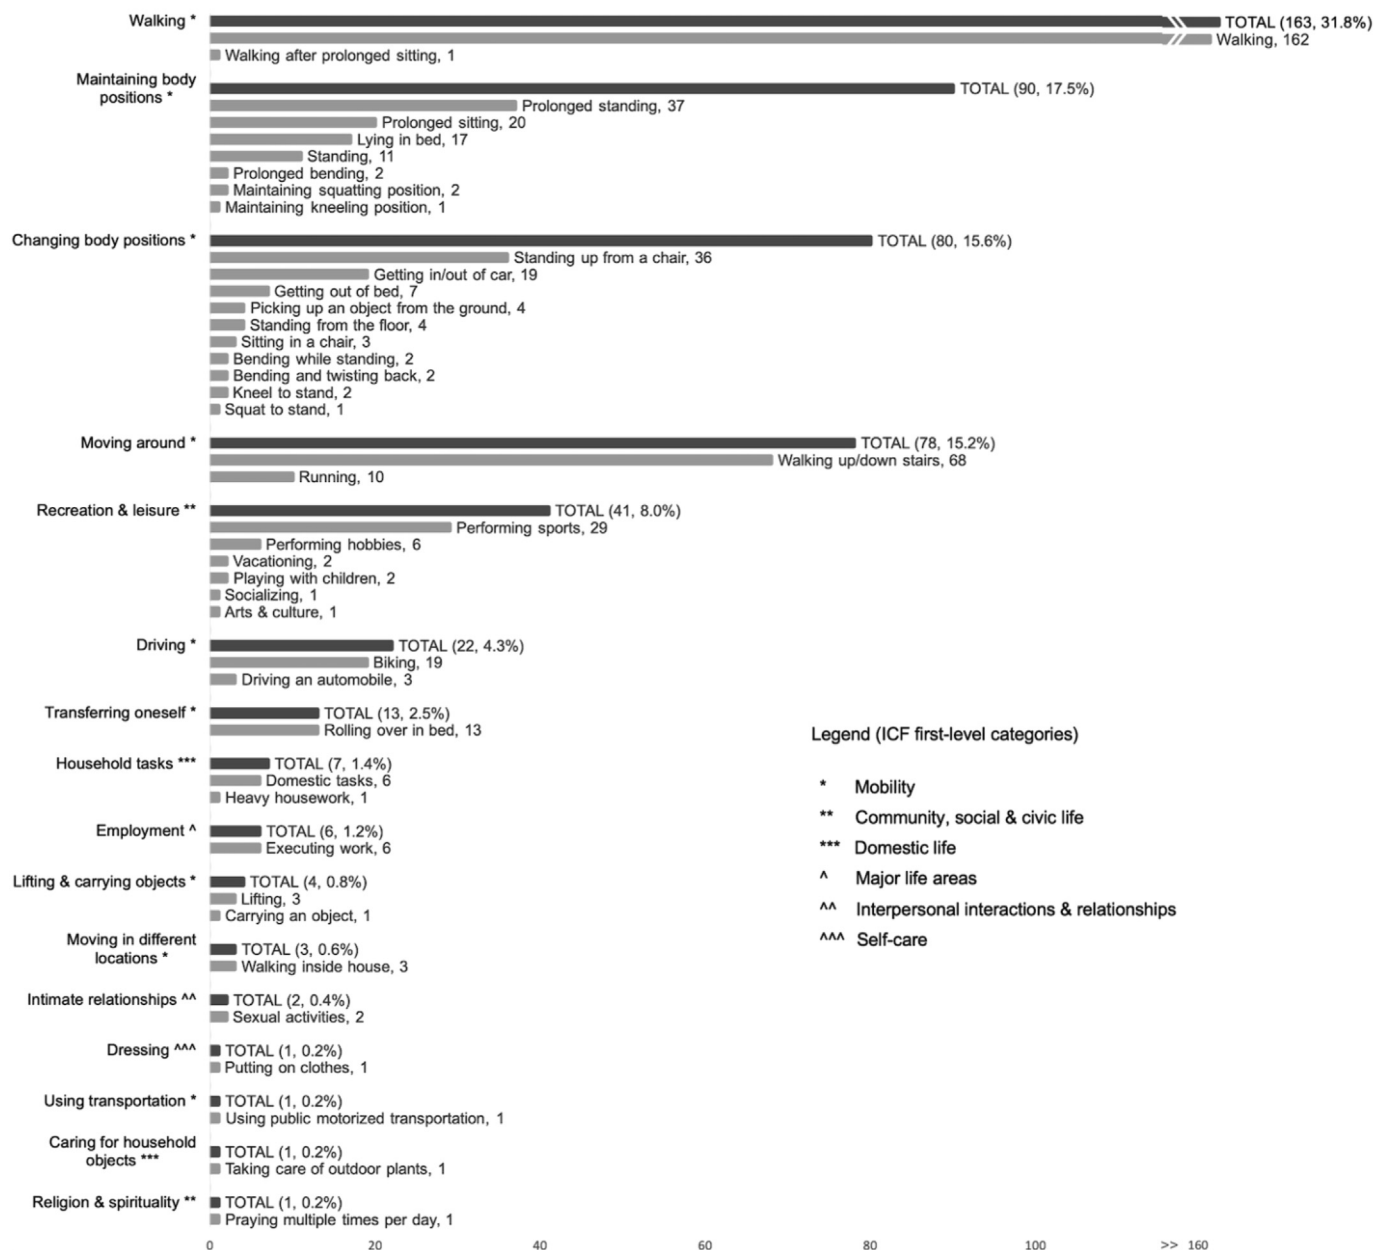 Walking *
TOTAL (163, 31.8%)
Walking, 162
Walking after prolonged sitting, 1
Maintaining body
positions *
TOTAL (90, 17.5%)
Prolonged standing, 37
Prolonged sitting, 20
Lying in bed, 17
Standing, 11
Prolonged bending, 2
Maintaining squatting position, 2
Maintaining kneeling position, 1
Changing body positions *
TOTAL (80, 15.6%)
Standing up from a chair, 36
Getting in/out of car, 19
Getting out of bed, 7
Picking up an object from the ground, 4
Standing from the floor, 4
Sitting in a chair, 3
Bending while standing, 2
Bending and twisting back, 2
Kneel to stand, 2
Squat to stand, 1
Moving around *
TOTAL (78, 15.2%)
Walking up/down stairs, 68
Running, 10
Recreation & leisure **
TOTAL (41, 8.0%)
Performing sports, 29
Performing hobbies, 6
Vacationing, 2
Playing with children, 2
Socializing, 1
Arts & culture, 1
Driving *
TOTAL (22, 4.3%)
Biking, 19
Driving an automobile, 3
Transferring oneself *
TOTAL (13, 2.5%)
Rolling over in bed, 13
Household tasks ***
TOTAL (7, 1.4%)
Domestic tasks, 6
Heavy housework, 1
Employment ^
TOTAL (6, 1.2%)
Executing work, 6
Lifting & carrying objects *
TOTAL (4, 0.8%)
Lifting, 3
Carrying an object, 1
Moving in different
locations *
TOTAL (3, 0.6%)
Walking inside house, 3
Intimate relationships ^^
TOTAL (2, 0.4%)
Sexual activities, 2
Dressing ^^^
TOTAL (1, 0.2%)
Putting on clothes, 1
Using transportation *
TOTAL (1, 0.2%)
Using public motorized transportation, 1
Caring for household
objects ***
TOTAL (1, 0.2%)
Taking care of outdoor plants, 1
Religion & spirituality **
TOTAL (1, 0.2%)
Praying multiple times per day, 1
0 20 40 60 80 100 >> 160
Legend (ICF first-level categories)
* Mobility
** Community, social & civic life
*** Domestic life
^ Major life areas
^^ Interpersonal interactions & relationships
^^^ Self-care